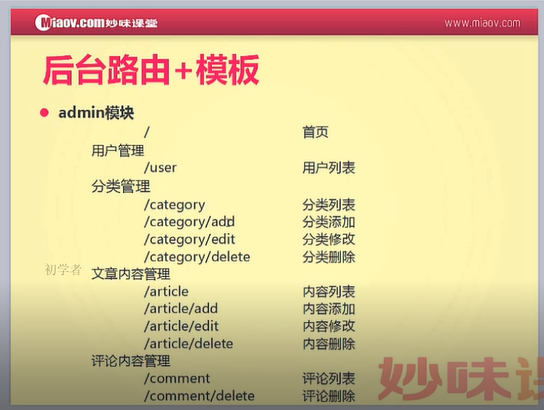 Miaov.com妙味课堂 www.miaov.com
后台路由+模板
admin模块
/ 首页
用户管理
/user 用户列表
分类管理
/category 分类列表
/category/add 分类添加
/category/edit 分类修改
/category/delete 分类删除
初学者
文章内容管理
/article 内容列表
/article/add 内容添加
/article/edit 内容修改
/article/delete 内容删除
评论内容管理
/comment 评论列表
/comment/delete 评论删除
妙味课